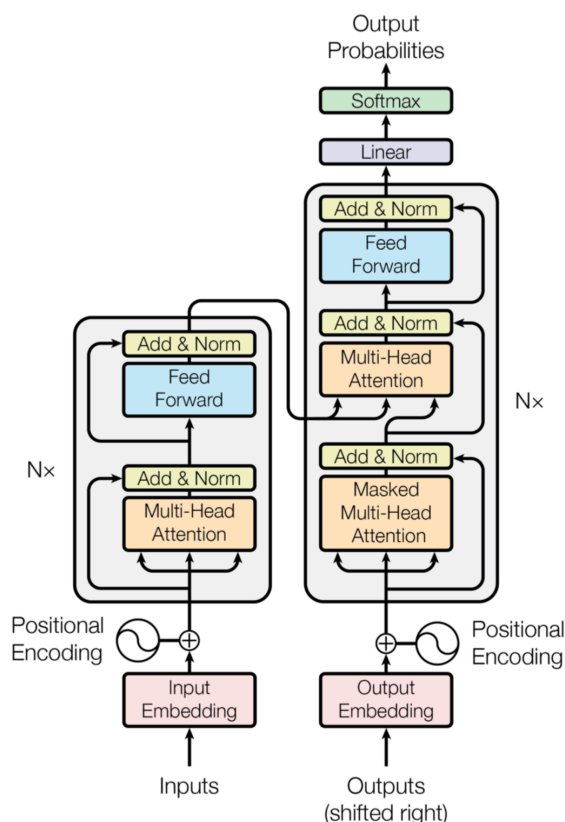 Output
Probabilities
Softmax
Linear
Add & Norm
Feed
Forward
Add & Norm
Multi-Head
Attention
Add & Norm
Masked
Multi-Head
Attention
N×
Add & Norm
Feed
Forward
Add & Norm
Multi-Head
Attention
N×
Positional
Encoding
Positional
Encoding
Input
Embedding
Output
Embedding
Inputs
Outputs
(shifted right)